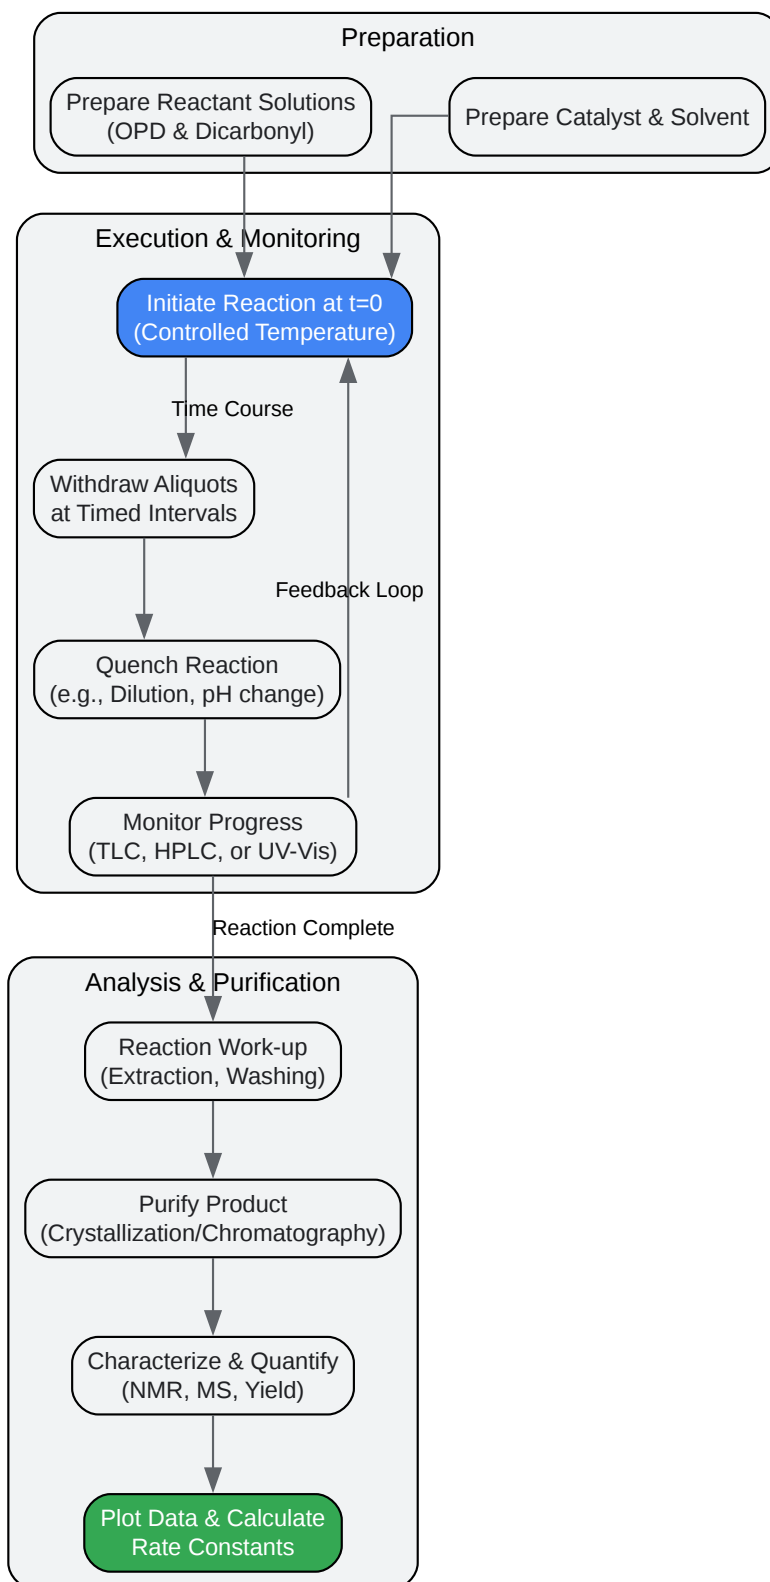 Preparation
Prepare Reactant Solutions
(OPD & Dicarbonyl)
Prepare Catalyst & Solvent
Execution & Monitoring
Initiate Reaction at t=0
(Controlled Temperature)
Time Course
Withdraw Aliquots
at Timed Intervals
Feedback Loop
Quench Reaction
(e.g., Dilution, pH change)
Monitor Progress
(TLC, HPLC, or UV-Vis)
Reaction Complete
Analysis & Purification
Reaction Work-up
(Extraction, Washing)
Purify Product
(Crystallization/Chromatography)
Characterize & Quantify
(NMR, MS, Yield)
Plot Data & Calculate
Rate Constants